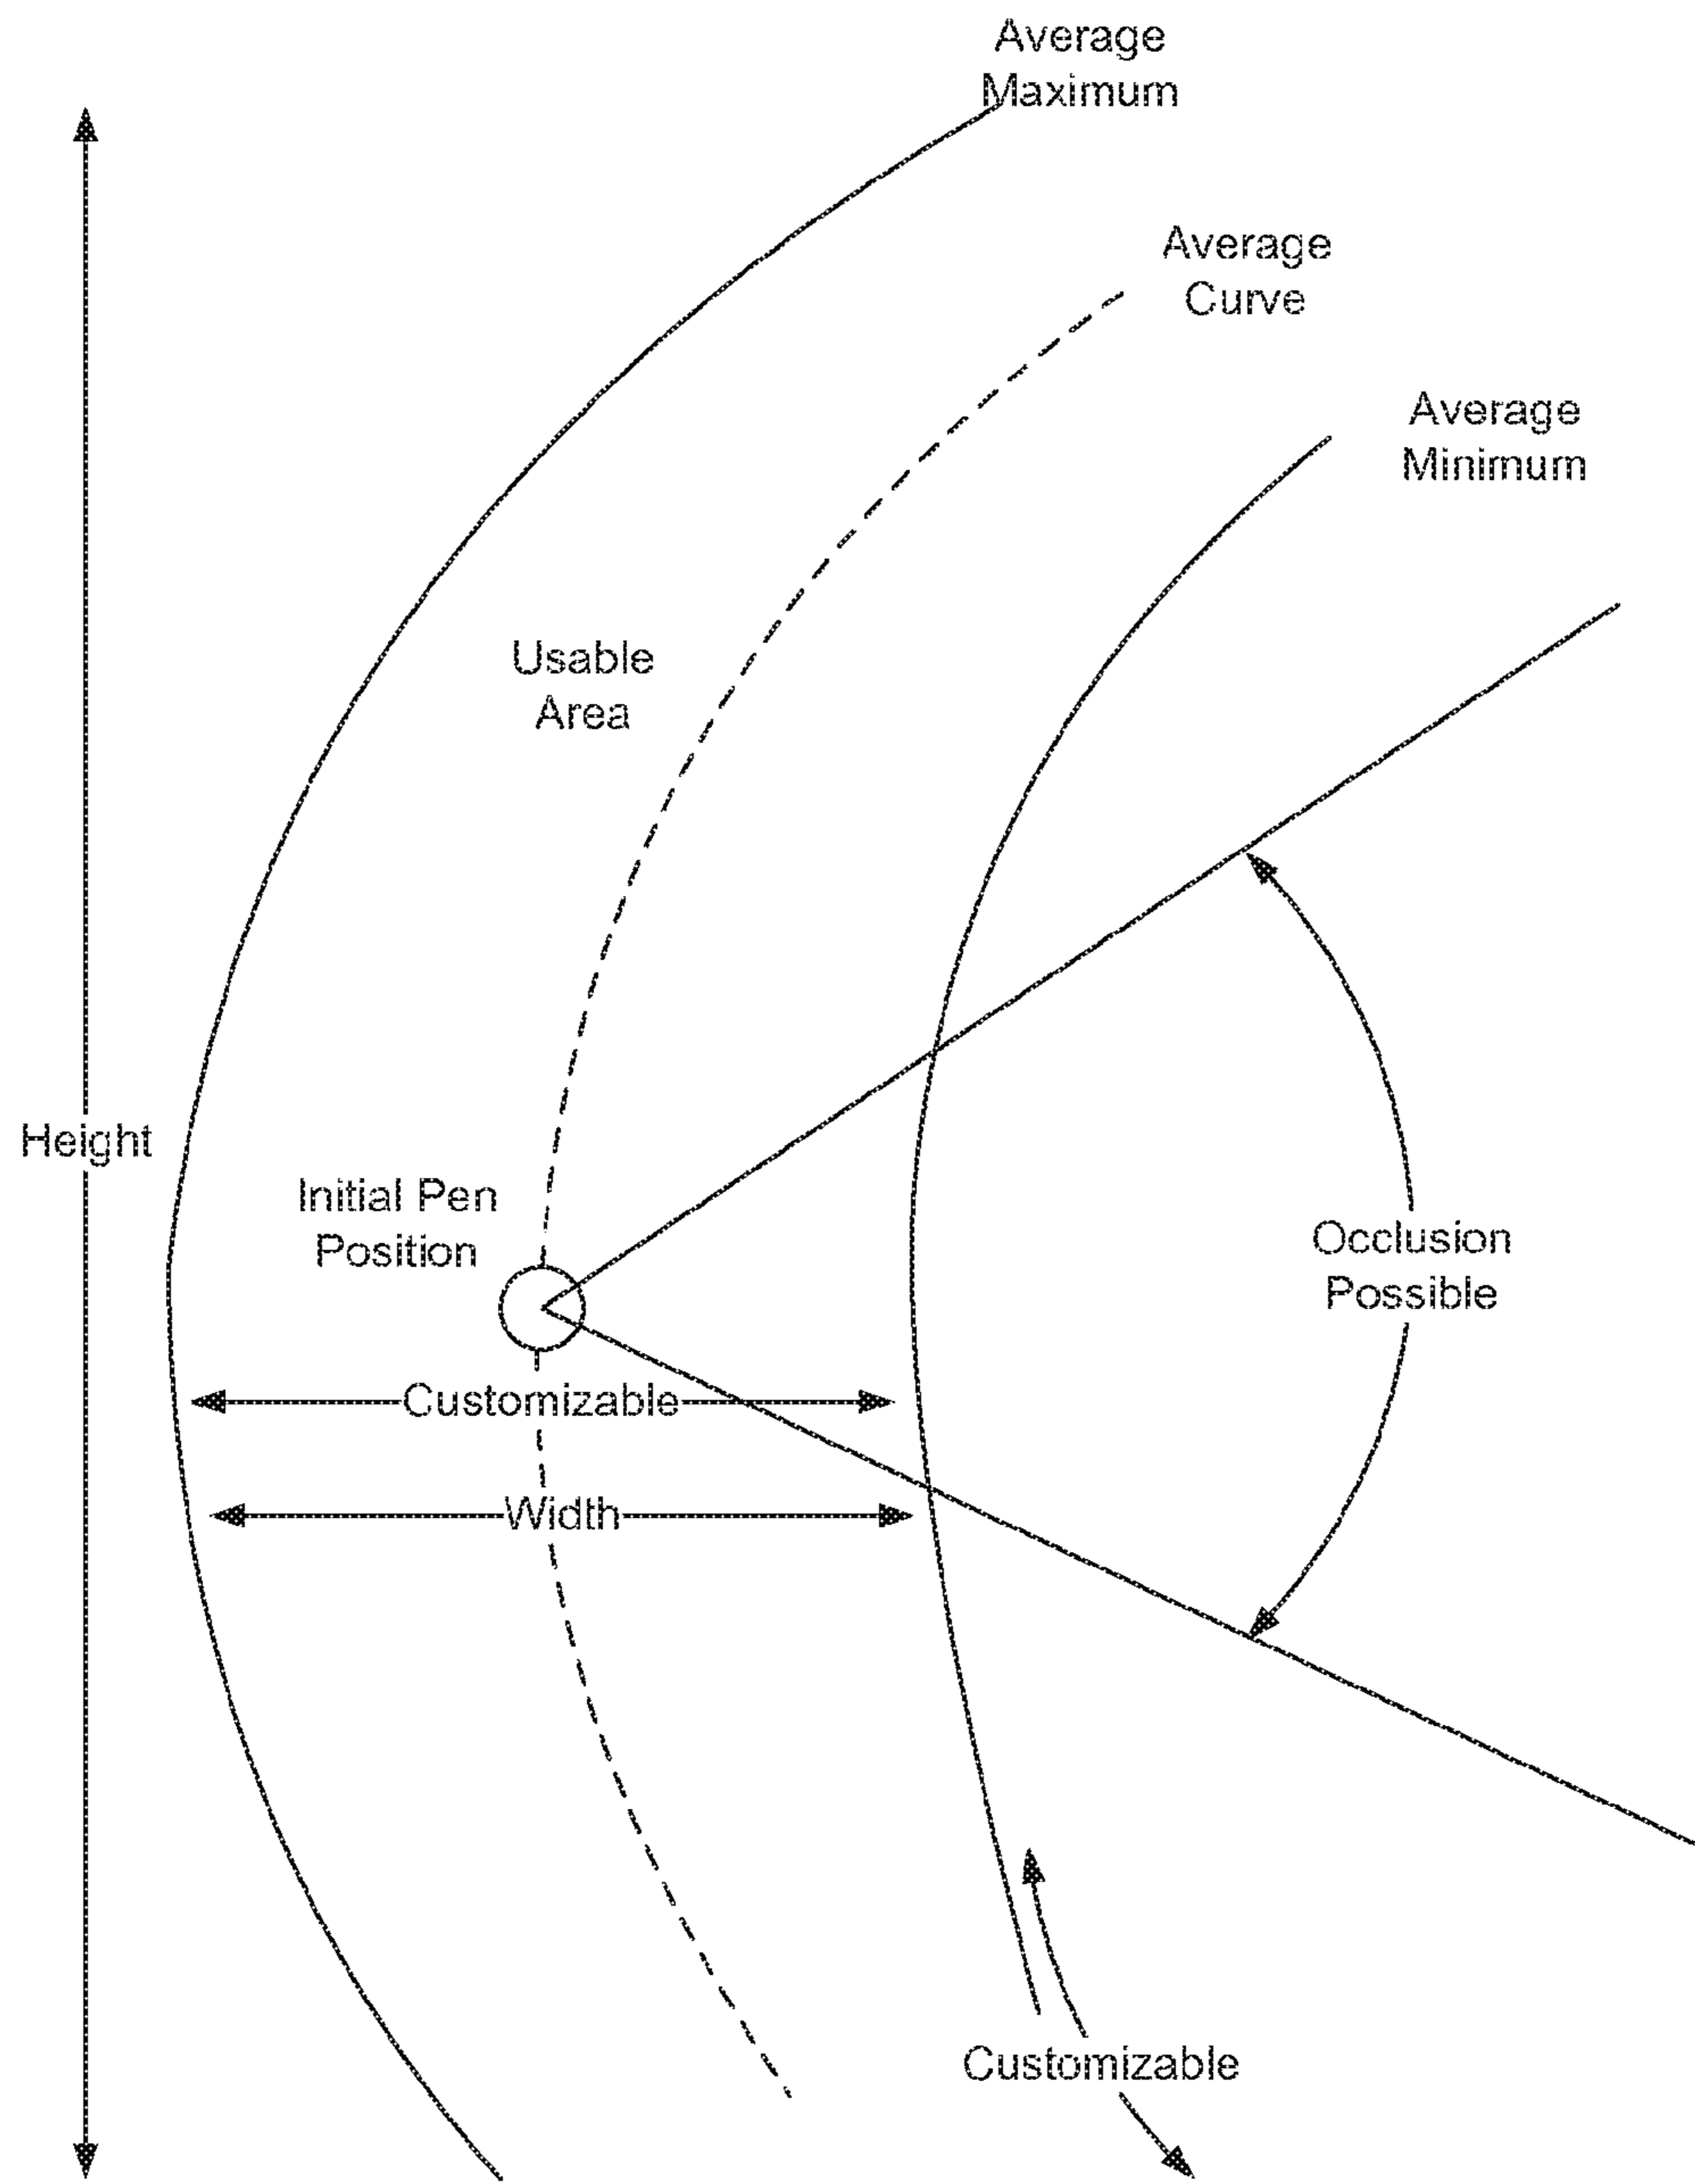 Average
Maximum
Average
Curve
Average
Minimum
Usable
Area
Height
Initial Pen
Position
Occlusion
Possible
Customizable
Width
Customizable